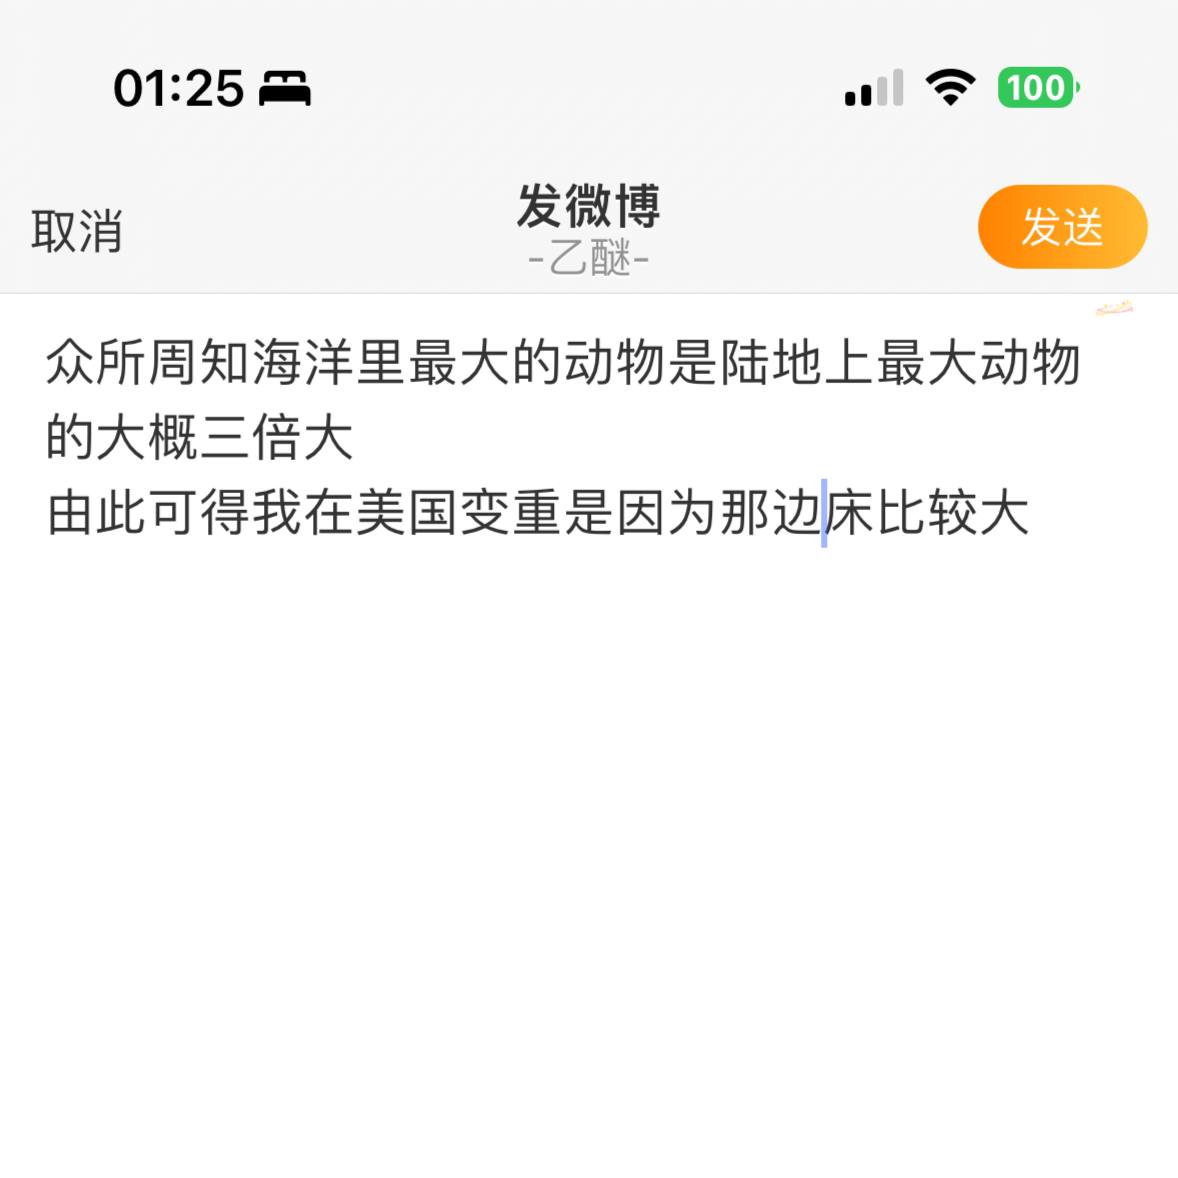 01:25
100
取消
发微博
-乙醚-
发送
众所周知海洋里最大的动物是陆地上最大动物
的大概三倍大
由此可得我在美国变重是因为那边床比较大